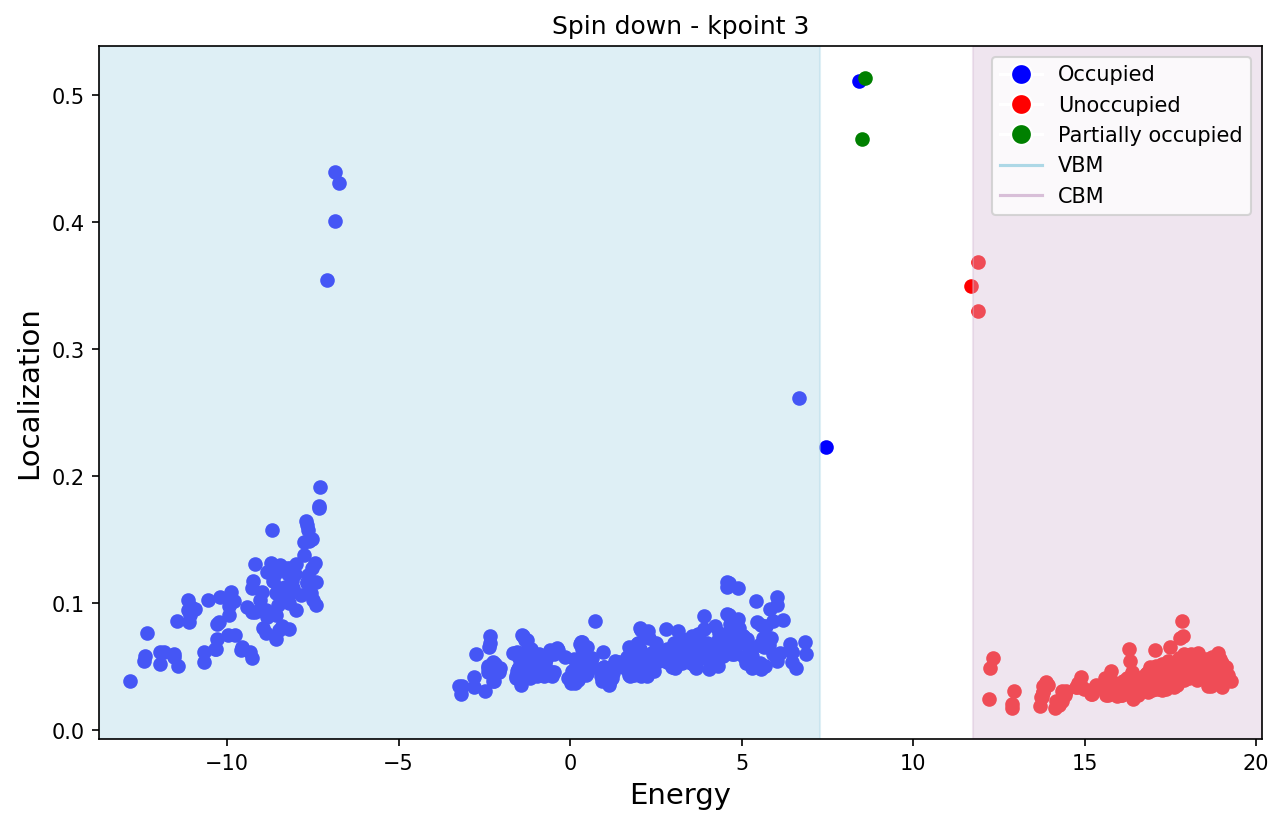 Spin down - kpoint 3
Localization
0.5
0.4
0.3
0.2
0.1
0.0
Occupied
Unoccupied
Partially occupied
VBM
CBM
−10
−5
0
5
10
15
20
Energy